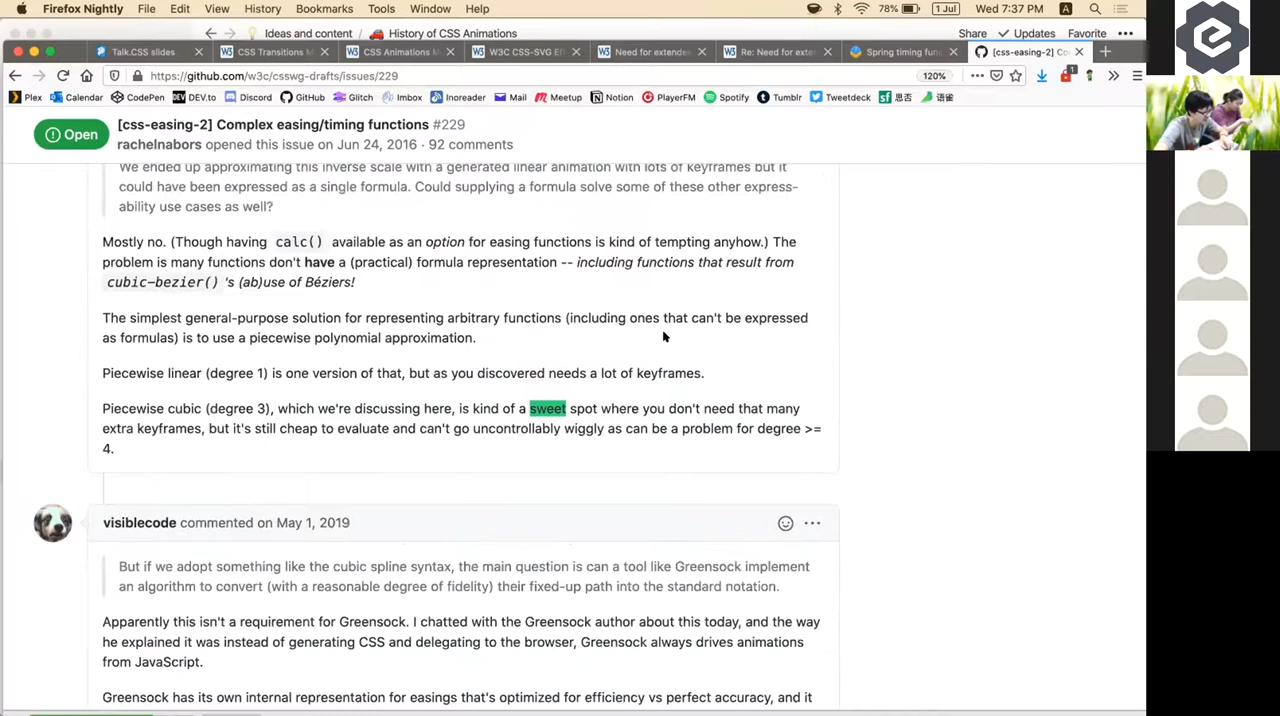 Firefox Nightly File Edit View History Bookmarks Tools Window Help 78% 1 Jul Wed 7:37 PM A
Ideas and content / History of CSS Animations Share Updates Favorite
Talk.CSS slides CSS Transitions M CSS Animations M W3C CSS-SVG Ef Need for extende Re: Need for exte Spring timing func [css-easing-2] Co
https://github.com/w3c/csswg-drafts/issues/229 120% 1
Plex Calendar CodePen DEV.to Discord GitHub Glitch Imbox Inoreader Mail Meetup Notion PlayerFM Spotify Tumblr Tweetdeck 思否 语雀
Open
[css-easing-2] Complex easing/timing functions #229
rachelnabors opened this issue on Jun 24, 2016 · 92 comments
We ended up approximating this inverse scale with a generated linear animation with lots of keyframes but it
could have been expressed as a single formula. Could supplying a formula solve some of these other express-
ability use cases as well?
Mostly no. (Though having calc() available as an option for easing functions is kind of tempting anyhow.) The
problem is many functions don't have a (practical) formula representation -- including functions that result from
cubic-bezier() 's (ab)use of Béziers!
The simplest general-purpose solution for representing arbitrary functions (including ones that can't be expressed
as formulas) is to use a piecewise polynomial approximation.
Piecewise linear (degree 1) is one version of that, but as you discovered needs a lot of keyframes.
Piecewise cubic (degree 3), which we're discussing here, is kind of a sweet spot where you don't need that many
extra keyframes, but it's still cheap to evaluate and can't go uncontrollably wiggly as can be a problem for degree >=
4.
visiblecode commented on May 1, 2019
But if we adopt something like the cubic spline syntax, the main question is can a tool like Greensock implement
an algorithm to convert (with a reasonable degree of fidelity) their fixed-up path into the standard notation.
Apparently this isn't a requirement for Greensock. I chatted with the Greensock author about this today, and the way
he explained it was instead of generating CSS and delegating to the browser, Greensock always drives animations
from JavaScript.
Greensock has its own internal representation for easings that's optimized for efficiency vs perfect accuracy, and it